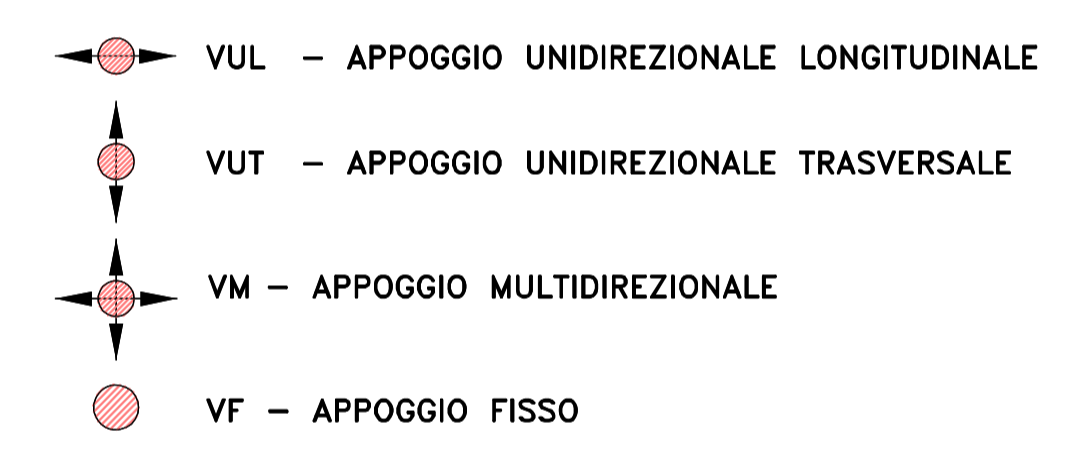 VUL – APPOGGIO UNIDIREZIONALE LONGITUDINALE
VUT – APPOGGIO UNIDIREZIONALE TRASVERSALE
VM – APPOGGIO MULTIDIREZIONALE
VF – APPOGGIO FISSO